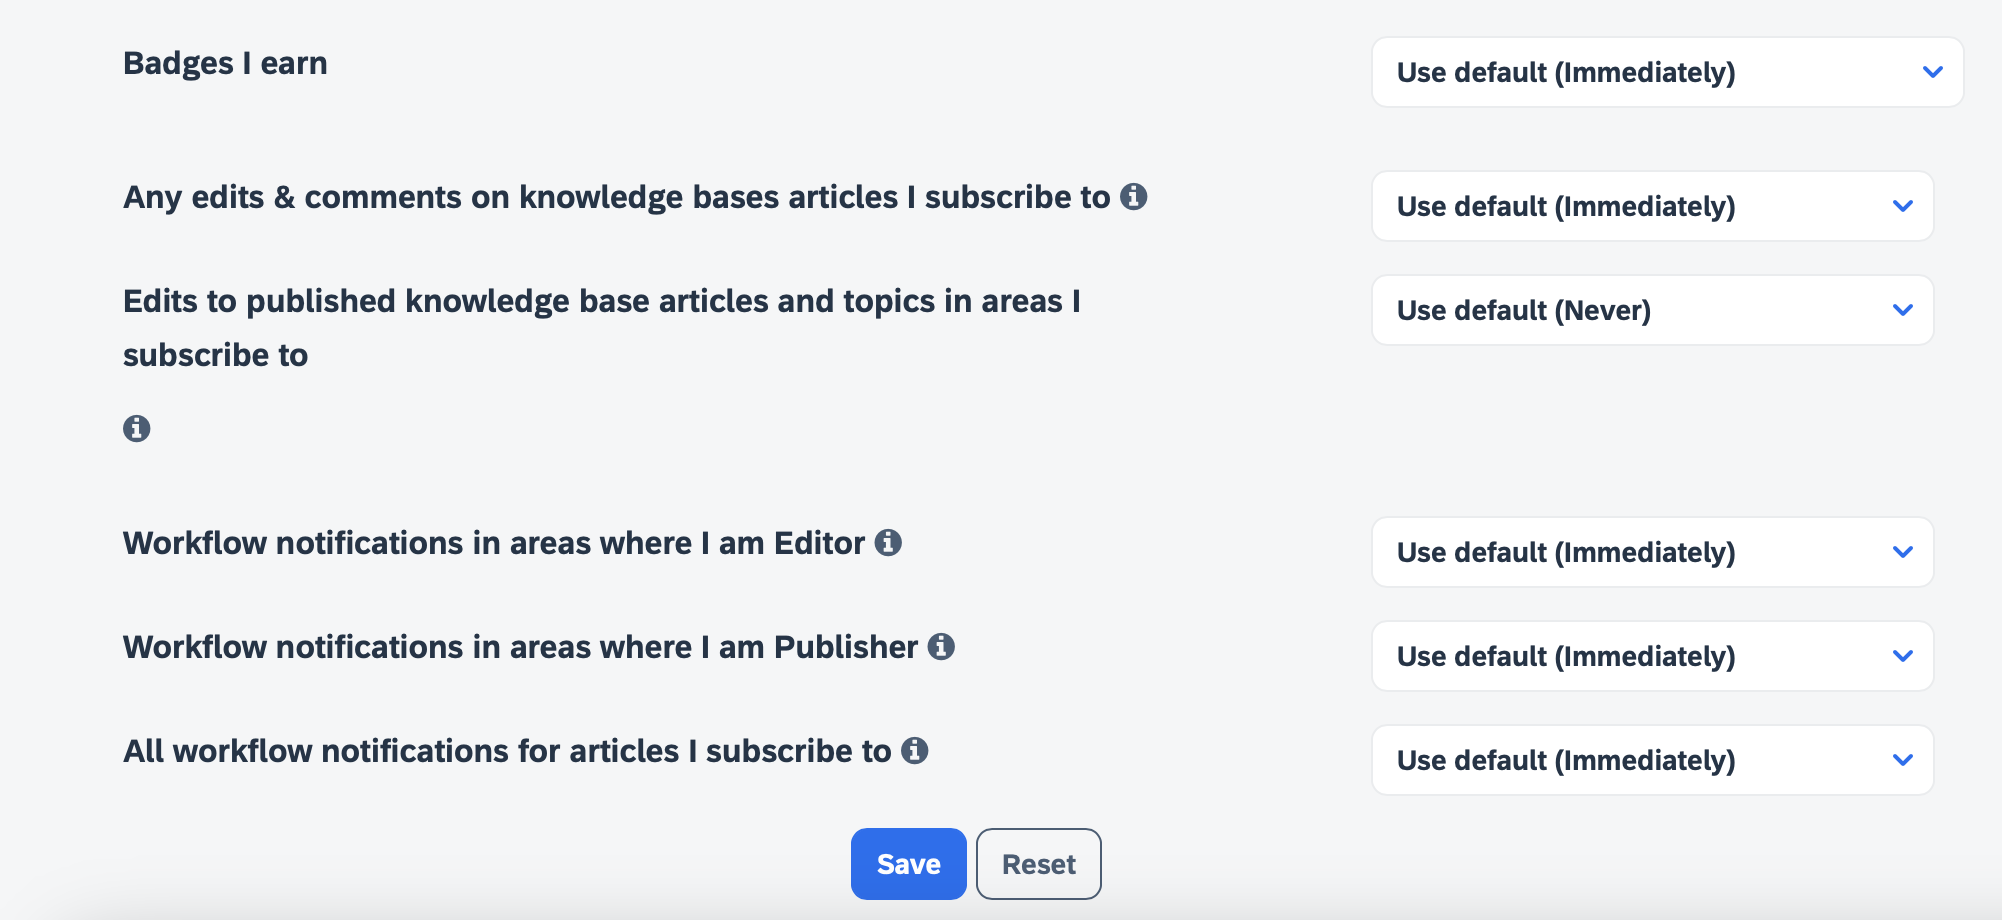 Badges I earn
Use default (Immediately)
Any edits & comments on knowledge bases articles I subscribe to
Use default (Immediately)
Edits to published knowledge base articles and topics in areas I
subscribe to
Use default (Never)
Workflow notifications in areas where I am Editor
Use default (Immediately)
Workflow notifications in areas where I am Publisher
Use default (Immediately)
All workflow notifications for articles I subscribe to
Use default (Immediately)
Save
Reset